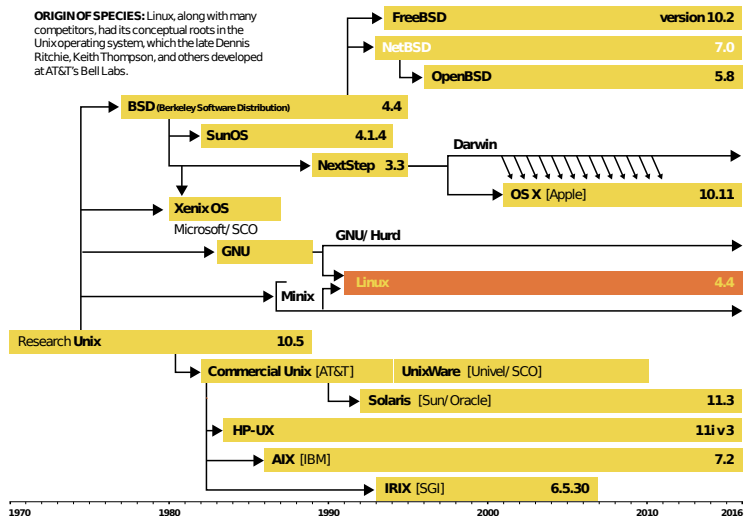 ORIGIN OF SPECIES: Linux, along with many
competitors, had its conceptual roots in the
Unix operating system, which the late Dennis
Ritchie, Keith Thompson, and others developed
at AT&T's Bell Labs.
FreeBSD version 10.2
NetBSD 7.0
OpenBSD 5.8
BSD (Berkeley Software Distribution) 4.4
SunOS 4.1.4
Darwin
NextStep 3.3
OS X [Apple] 10.11
Xenix OS
Microsoft/SCO
GNU/Hurd
GNU
Linux 4.4
Minix
Research Unix 10.5
Commercial Unix [AT&T] UnixWare [Univel/SCO]
Solaris [Sun/Oracle] 11.3
HP-UX 11i v3
AIX [IBM] 7.2
IRIX [SGI] 6.5.30
1970 1980 1990 2000 2010 2016